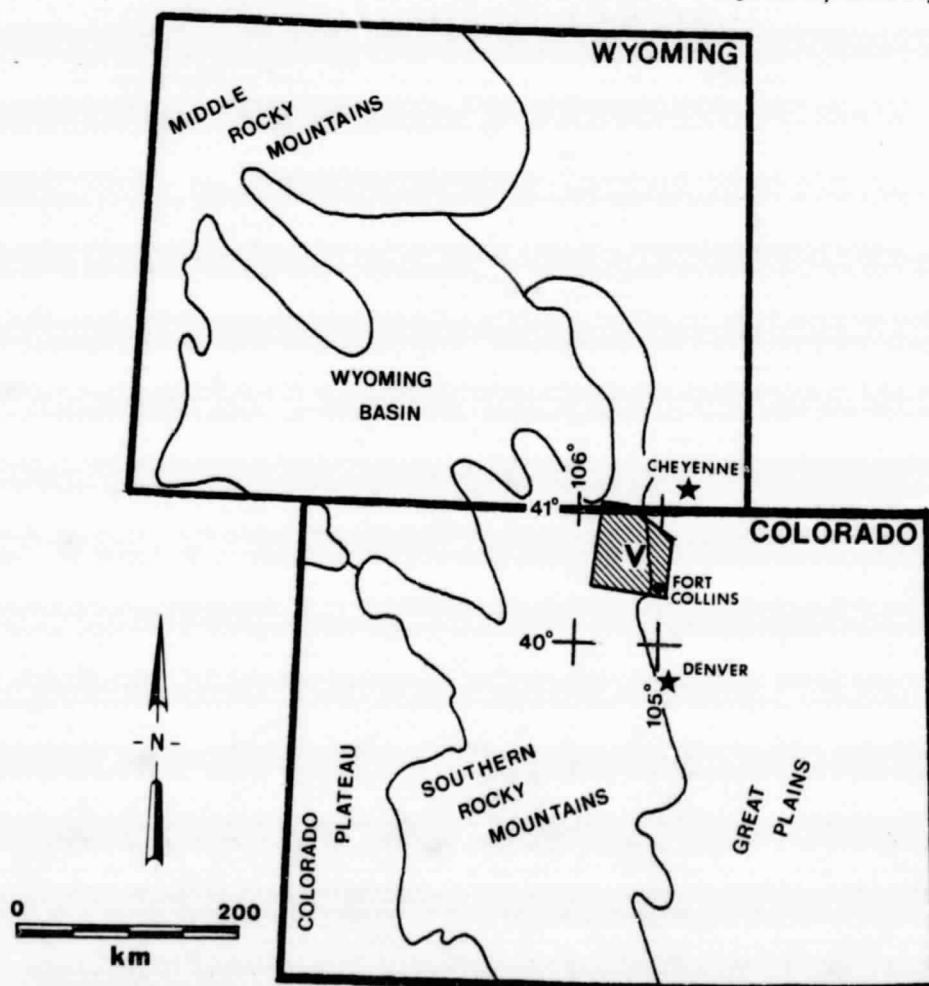 WYOMING
MIDDLE
ROCKY
MOUNTAINS
WYOMING
BASIN
106°
CHEYENNE
41°
COLORADO
V
FORT
COLLINS
40°
DENVER
105°
-N-
COLORADO
PLATEAU
SOUTHERN
ROCKY
MOUNTAINS
GREAT
PLAINS
0 200
km